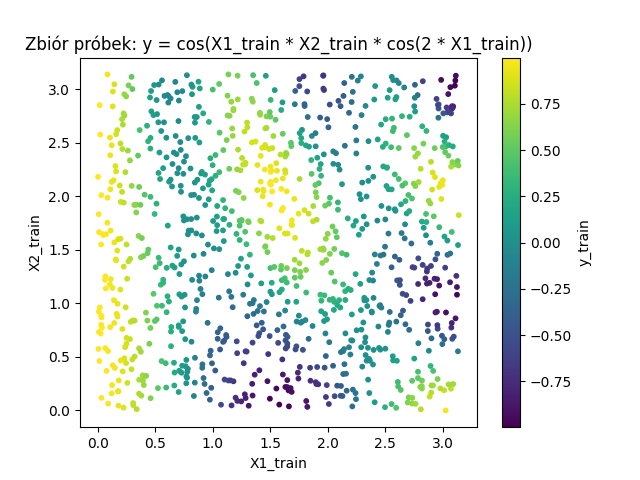 Zbiór próbek: y = cos(X1_train * X2_train * cos(2 * X1_train))
3.0
2.5
2.0
1.5
1.0
0.5
0.0
X2_train
0.0 0.5 1.0 1.5 2.0 2.5 3.0
X1_train
0.75
0.50
0.25
0.00
−0.25
−0.50
−0.75
y_train